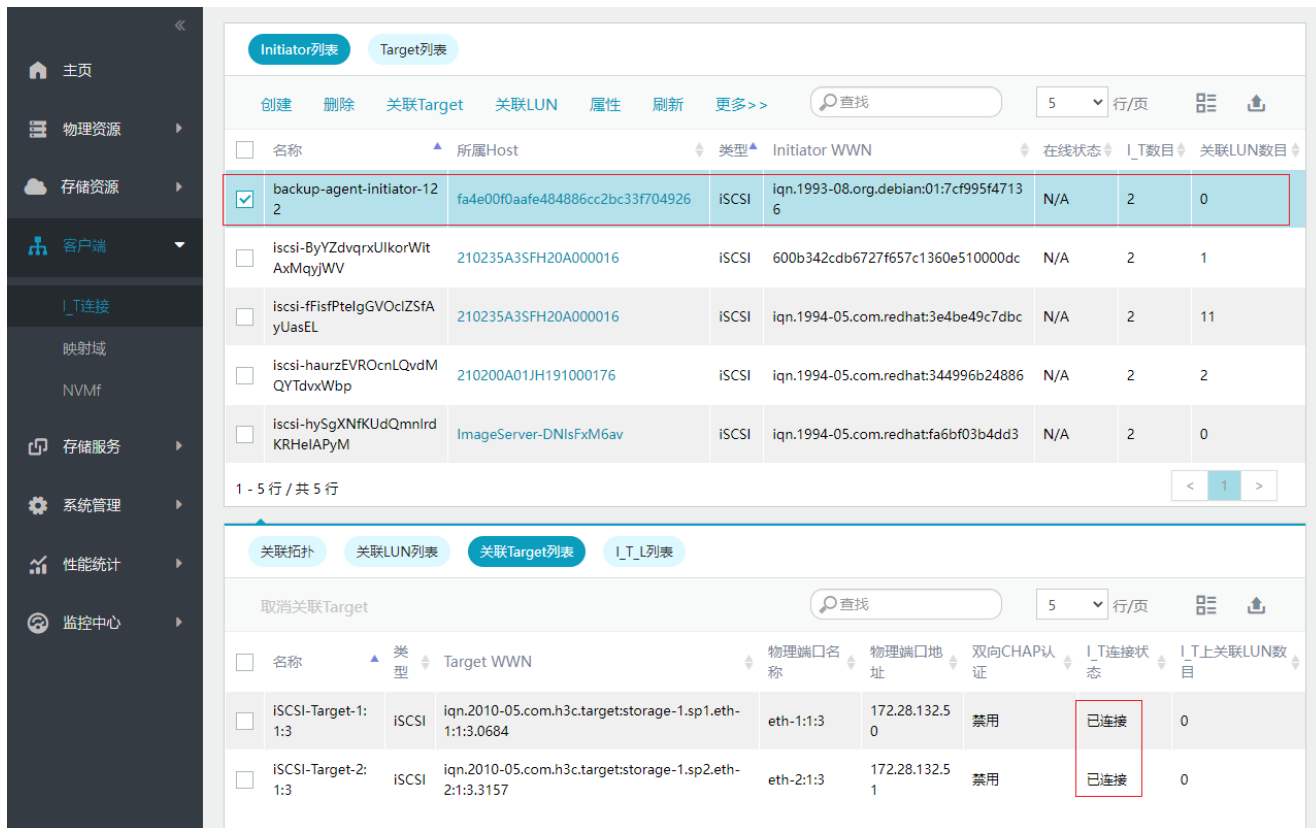 «
主页
物理资源
存储资源
客户端
I_T连接
映射域
NVMf
存储服务
系统管理
性能统计
监控中心
Initiator列表 Target列表
创建 删除 关联Target 关联LUN 属性 刷新 更多>> 查找 5 行/页
名称 所属Host 类型 Initiator WWN 在线状态 I_T数目 关联LUN数目
backup-agent-initiator-12
2 fa4e00f0aafe484886cc2bc33f704926 iSCSI iqn.1993-08.org.debian:01:7cf995f4713
6 N/A 2 0
iscsi-ByYZdvqrxUlkorWit
AxMqyjWV 210235A3SFH20A000016 iSCSI 600b342cdb6727f657c1360e510000dc N/A 2 1
iscsi-fFisfPteIgGVOclZSfA
yUasEL 210235A3SFH20A000016 iSCSI iqn.1994-05.com.redhat:3e4be49c7dbc N/A 2 11
iscsi-haurzEVROcnLQvdM
QYTdvxWbp 210200A01JH191000176 iSCSI iqn.1994-05.com.redhat:344996b24886 N/A 2 2
iscsi-hySgXNfKUdQmnlrd
KRHeIAPyM ImageServer-DNIsFxM6av iSCSI iqn.1994-05.com.redhat:fa6bf03b4dd3 N/A 2 0
1 - 5 行 / 共 5 行 < 1 >
关联拓扑 关联LUN列表 关联Target列表 I_T_L列表
取消关联Target 查找 5 行/页
名称 类
型 Target WWN 物理端口名
称 物理端口地
址 双向CHAP认
证 I_T连接状
态 I_T上关联LUN数
目
iSCSI-Target-1:
1:3 iSCSI iqn.2010-05.com.h3c.target:storage-1.sp1.eth-
1:1:3.0684 eth-1:1:3 172.28.132.5
0 禁用 已连接 0
iSCSI-Target-2:
1:3 iSCSI iqn.2010-05.com.h3c.target:storage-1.sp2.eth-
2:1:3.3157 eth-2:1:3 172.28.132.5
1 禁用 已连接 0